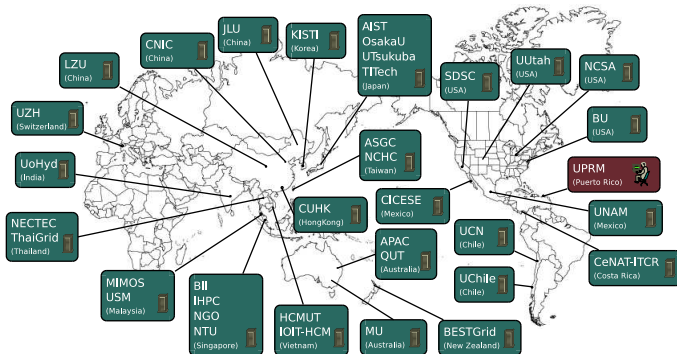 JLU
(China)
KISTI
(Korea)
AIST
OsakaU
UTsukuba
TITech
(Japan)
CNIC
(China)
LZU
(China)
UZH
(Switzerland)
UoHyd
(India)
NECTEC
ThaiGrid
(Thailand)
MIMOS
USM
(Malaysia)
BII
IHPC
NGO
NTU
(Singapore)
HCMUT
IOIT-HCM
(Vietnam)
MU
(Australia)
BESTGrid
(New Zealand)
APAC
QUT
(Australia)
CUHK
(HongKong)
ASGC
NCHC
(Taiwan)
SDSC
(USA)
UUtah
(USA)
NCSA
(USA)
BU
(USA)
UPRM
(Puerto Rico)
CICESE
(Mexico)
UNAM
(Mexico)
UCN
(Chile)
CeNAT-ITCR
(Costa Rica)
UChile
(Chile)